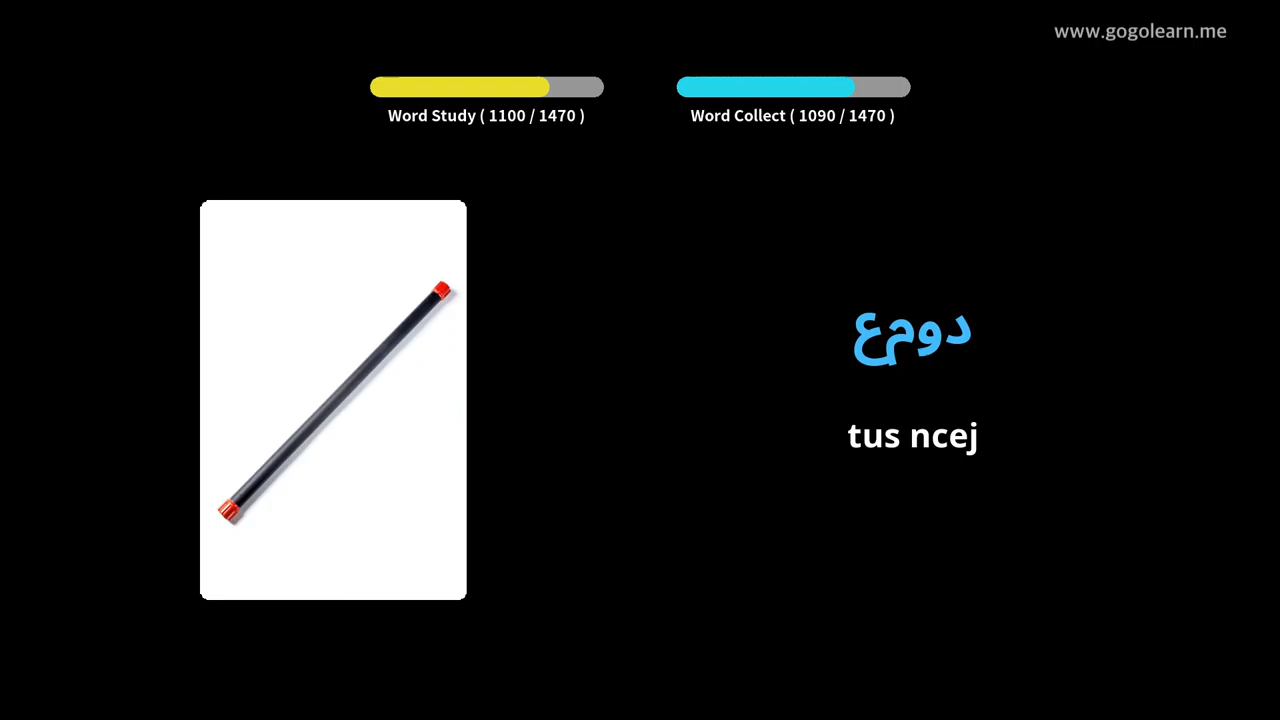 www.gogolearn.me
Word Study ( 1100 / 1470 )
Word Collect ( 1090 / 1470 )
دومع
tus ncej